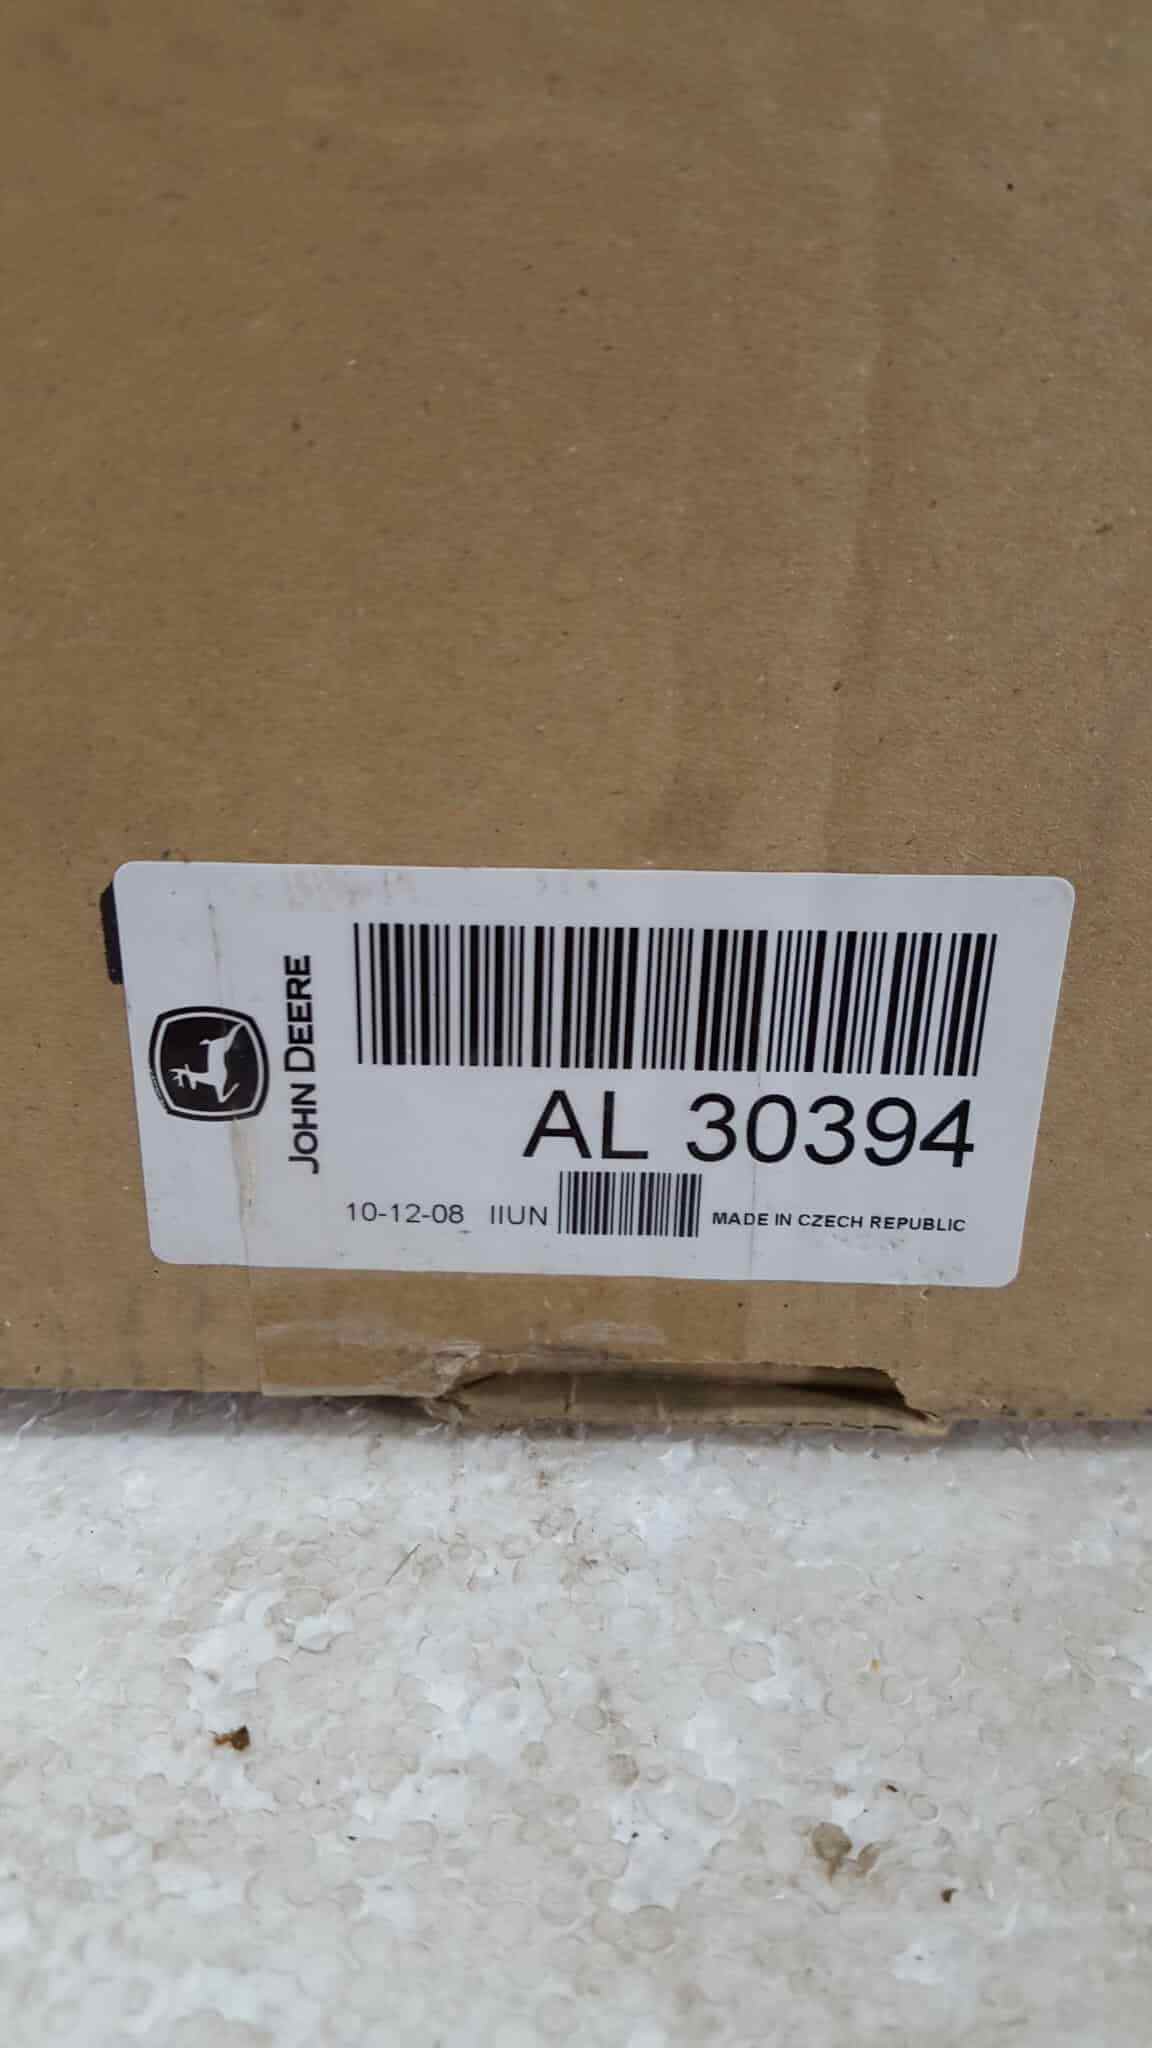 JOHN DEERE
AL 30394
10-12-08 IIUN MADE IN CZECH REPUBLIC